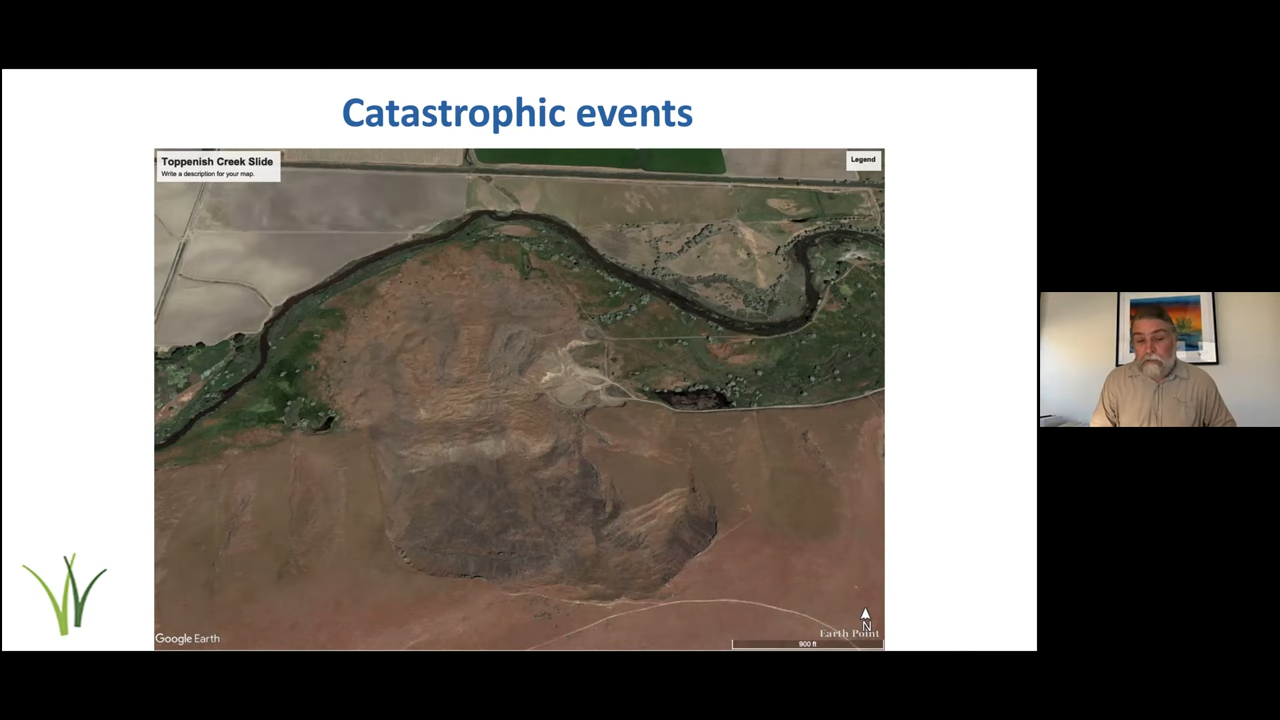 Catastrophic events
Toppenish Creek Slide
Write a description for your map.
Legend
N
Earth Point
Google Earth
900 ft